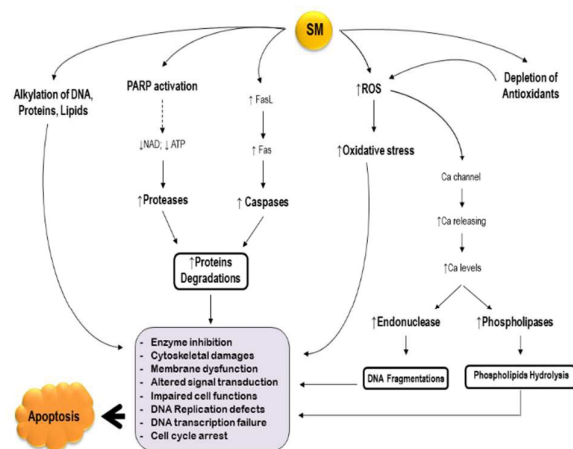 SM
Alkylation of DNA,
Proteins, Lipids
PARP activation
↑ FasL
↑ROS
Depletion of
Antioxidants
↓NAD; ↓ ATP
↑ Fas
↑Oxidative stress
Ca channel
↑Proteases
↑ Caspases
↑Ca releasing
↑Proteins
Degradations
↑Ca levels
↑Endonuclease
↑Phospholipases
DNA Fragmentations
Phospholipids Hydrolysis
- Enzyme inhibition
- Cytoskeletal damages
- Membrane dysfunction
- Altered signal transduction
- Impaired cell functions
- DNA Replication defects
- DNA transcription failure
- Cell cycle arrest
Apoptosis